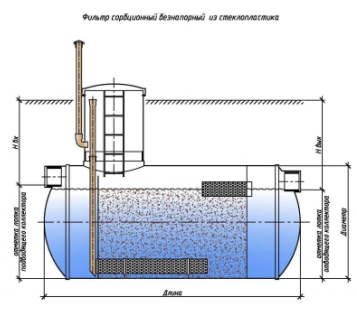 Фильтр сорбционный безнапорный из стеклопластика
Н вх
Н вых
отметка лотка
подводящего коллектора
отметка лотка
отводящего коллектора
Диаметр
Длина